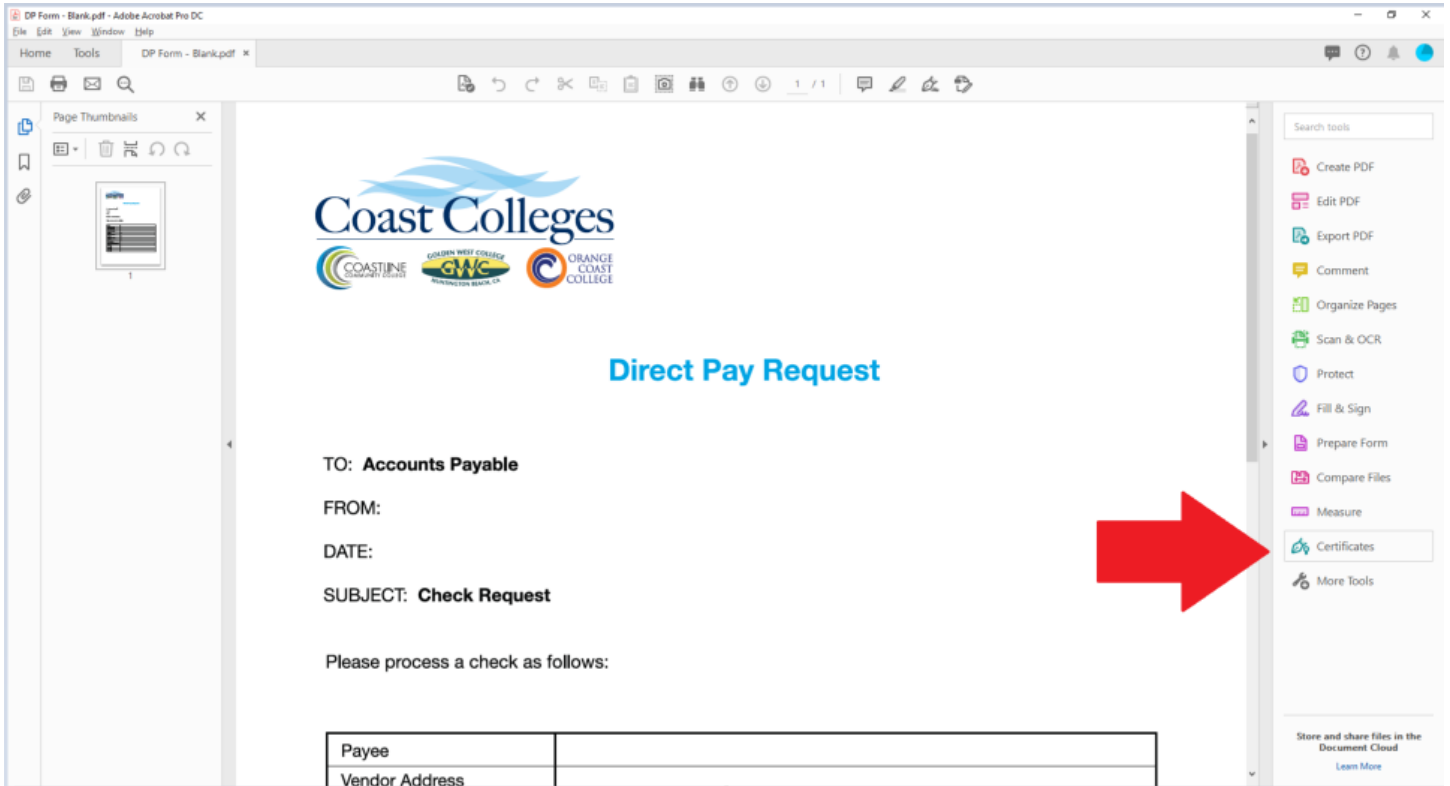 DP Form - Blank.pdf - Adobe Acrobat Pro DC
File Edit View Window Help
Home Tools DP Form - Blank.pdf ×
1 / 1
Page Thumbnails
1
Coast Colleges
COASTLINE
COMMUNITY COLLEGE
GOLDEN WEST COLLEGE
GWC
HUNTINGTON BEACH, CA
ORANGE
COAST
COLLEGE
Direct Pay Request
TO: Accounts Payable
FROM:
DATE:
SUBJECT: Check Request
Please process a check as follows:
Payee
Vendor Address
Search tools
Create PDF
Edit PDF
Export PDF
Comment
Organize Pages
Scan & OCR
Protect
Fill & Sign
Prepare Form
Compare Files
Measure
Certificates
More Tools
Store and share files in the
Document Cloud
Learn More